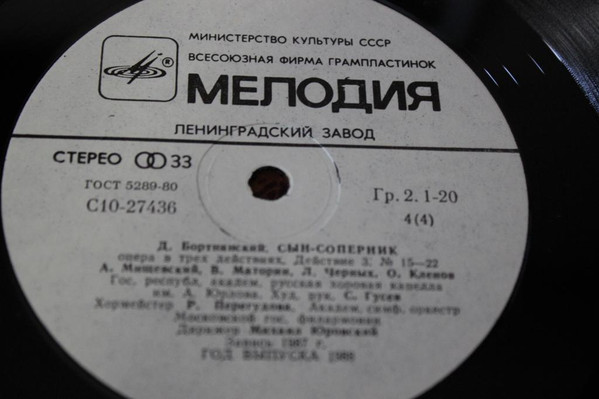 МИНИСТЕРСТВО КУЛЬТУРЫ СССР
ВСЕСОЮЗНАЯ ФИРМА ГРАМПЛАСТИНОК
®
МЕЛОДИЯ
ЛЕНИНГРАДСКИЙ ЗАВОД
СТЕРЕО 33
ГОСТ 5289-80
С10-27436
Гр. 2. 1-20
4(4)
Д. Бортнянский, СЫН-СОПЕРНИК
опера в трех действиях, Действие 3, № 15—22
А. Мищевский, В. Маторин, Л. Черных, О. Кленов
Гос. республ. академ. русская хоровая капелла
им. А. Юрлова. Худ. рук. С. Гусев
Хормейстер Р. Перегудова. Академ. симф. оркестр
Московской гос. филармонии
Дирижер Михаил Юровский
Запись 1987 г.
ГОД ВЫПУСКА 1989